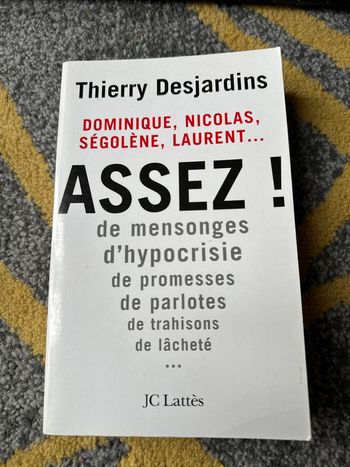 Thierry Desjardins
DOMINIQUE, NICOLAS,
SÉGOLÈNE, LAURENT...
ASSEZ !
de mensonges
d'hypocrisie
de promesses
de parlotes
de trahisons
de lâcheté
...
JC Lattès